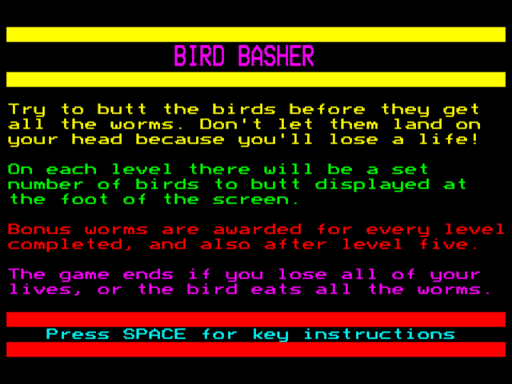 BIRD BASHER
Try to butt the birds before they get
all the worms. Don't let them land on
your head because you'll lose a life!
On each level there will be a set
number of birds to butt displayed at
the foot of the screen.
Bonus worms are awarded for every level
completed, and also after level five.
The game ends if you lose all of your
lives, or the bird eats all the worms.
Press SPACE for key instructions